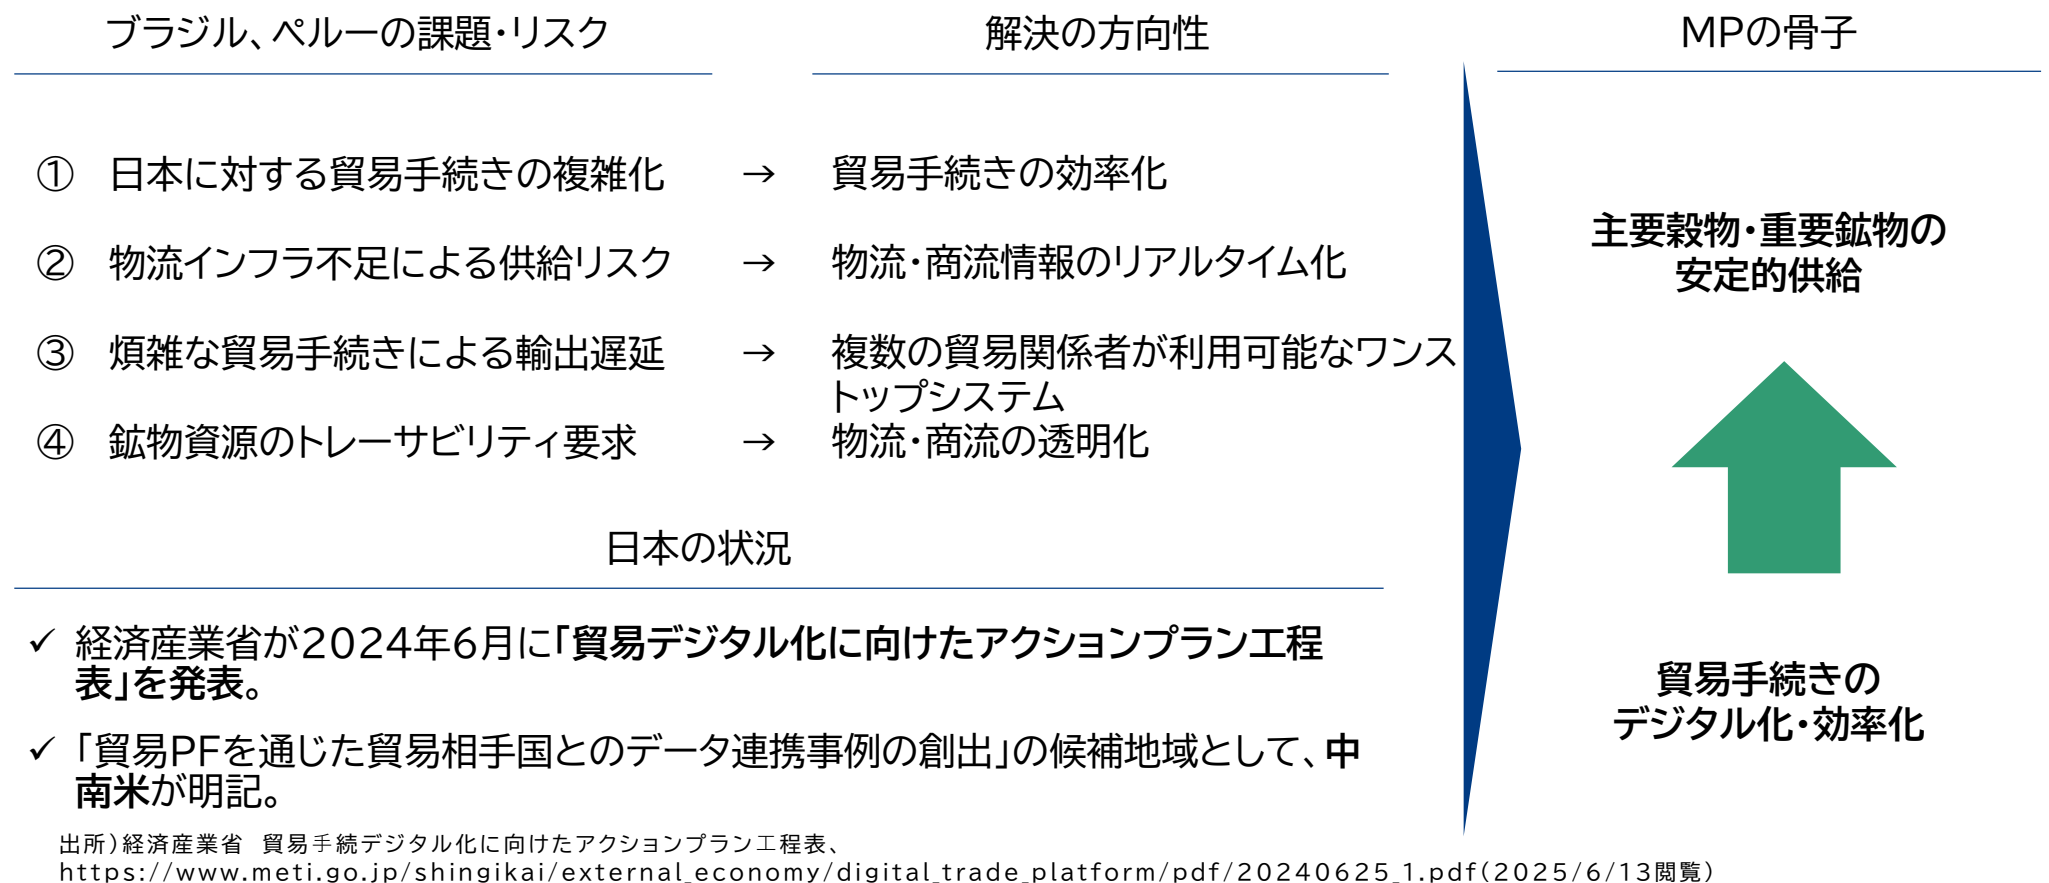 ブラジル、ペルーの課題・リスク
解決の方向性
MPの骨子
① 日本に対する貿易手続きの複雑化 → 貿易手続きの効率化
② 物流インフラ不足による供給リスク → 物流・商流情報のリアルタイム化
③ 煩雑な貿易手続きによる輸出遅延 → 複数の貿易関係者が利用可能なワンス
トップシステム
④ 鉱物資源のトレーサビリティ要求 → 物流・商流の透明化
主要穀物・重要鉱物の
安定的供給
貿易手続きの
デジタル化・効率化
日本の状況
✓ 経済産業省が2024年6月に「貿易デジタル化に向けたアクションプラン工程
表」を発表。
✓ 「貿易PFを通じた貿易相手国とのデータ連携事例の創出」の候補地域として、中
南米が明記。
出所)経済産業省 貿易手続デジタル化に向けたアクションプラン工程表、
https://www.meti.go.jp/shingikai/external_economy/digital_trade_platform/pdf/20240625_1.pdf(2025/6/13閲覧)